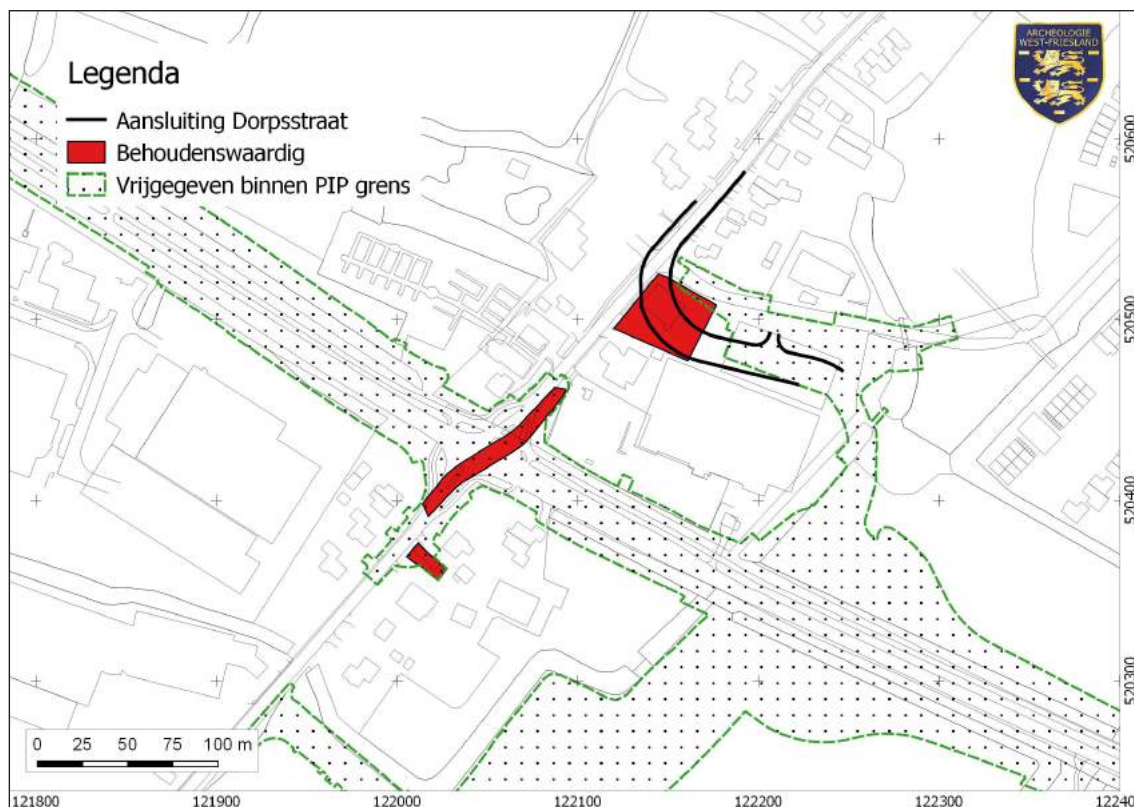 ARCHEOLOGIE
WEST-FRIESLAND
Legenda
Aansluiting Dorpsstraat
Behoudenswaardig
Vrijgegeven binnen PIP grens
520600
520500
520400
520300
0 25 50 75 100 m
121800 121900 122000 122100 122200 122300 12240